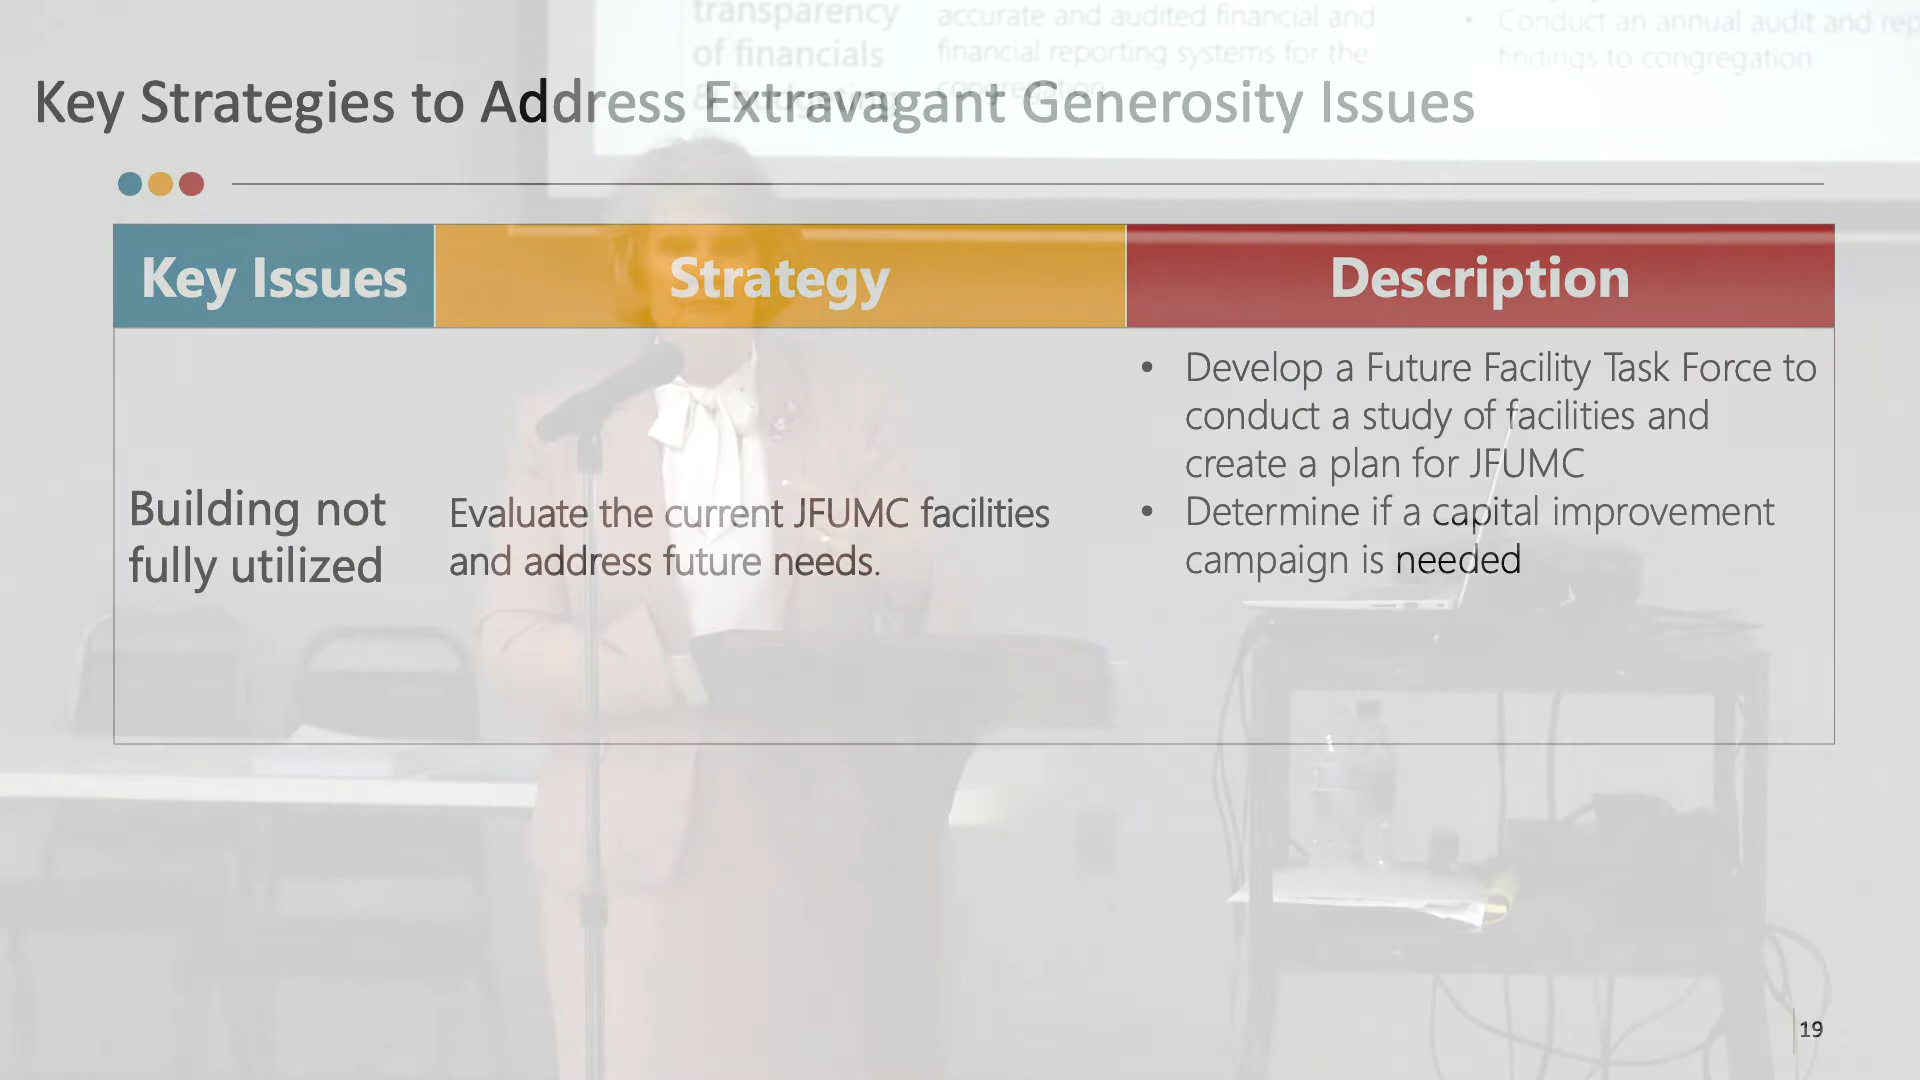 transparency
of financials
& budgeting
accurate and audited financial and
financial reporting systems for the
congregation
• Conduct an annual audit and
findings to congregation
Key Strategies to Address Extravagant Generosity Issues
Key Issues
Strategy
Description
Building not
fully utilized
Evaluate the current JFUMC facilities
and address future needs.
• Develop a Future Facility Task Force to
conduct a study of facilities and
create a plan for JFUMC
• Determine if a capital improvement
campaign is needed
19